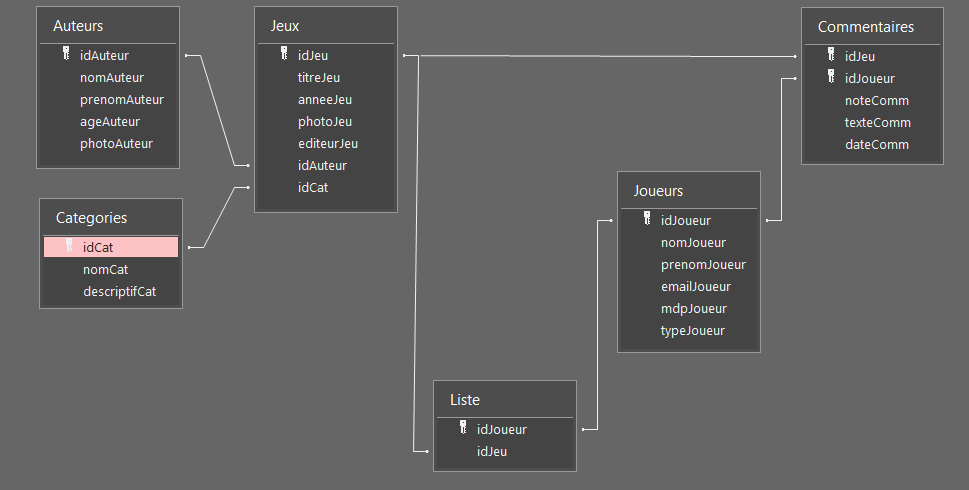 Auteurs
idAuteur
nomAuteur
prenomAuteur
ageAuteur
photoAuteur
Categories
idCat
nomCat
descriptifCat
Jeux
idJeu
titreJeu
anneeJeu
photoJeu
editeurJeu
idAuteur
idCat
Liste
idJoueur
idJeu
Joueurs
idJoueur
nomJoueur
prenomJoueur
emailJoueur
mdpJoueur
typeJoueur
Commentaires
idJeu
idJoueur
noteComm
texteComm
dateComm